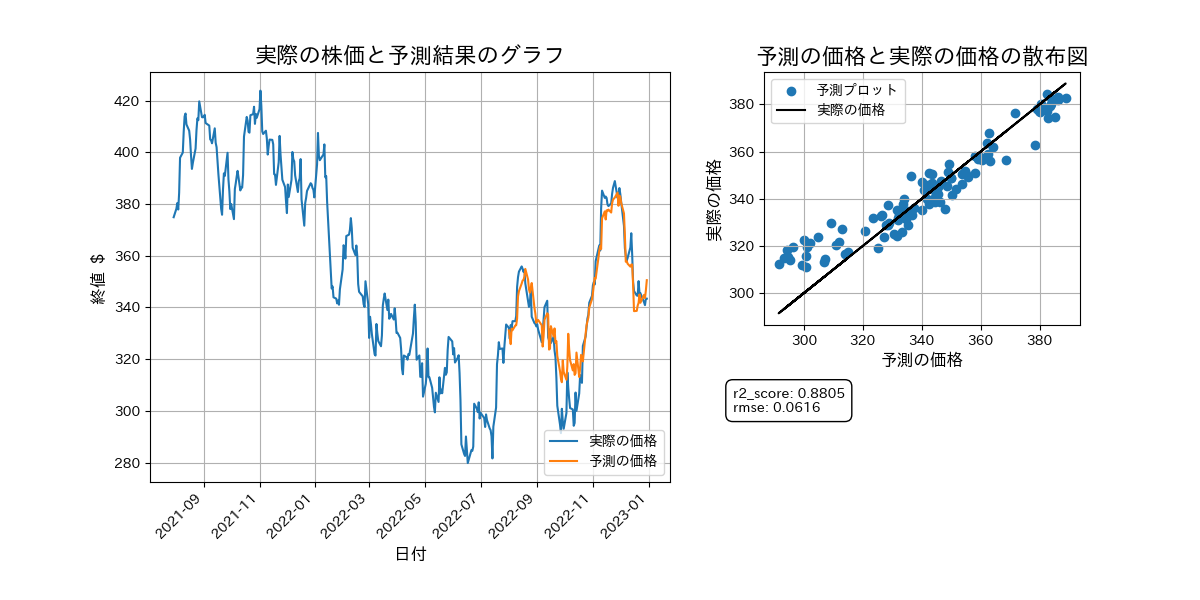 実際の株価と予測結果のグラフ
420
400
380
360
340
320
300
280
終値 $
2021-09
2021-11
2022-01
2022-03
2022-05
2022-07
2022-09
2022-11
2023-01
日付
実際の価格
予測の価格
予測の価格と実際の価格の散布図
予測プロット
実際の価格
380
360
340
320
300
実際の価格
300
320
340
360
380
予測の価格
r2_score: 0.8805
rmse: 0.0616